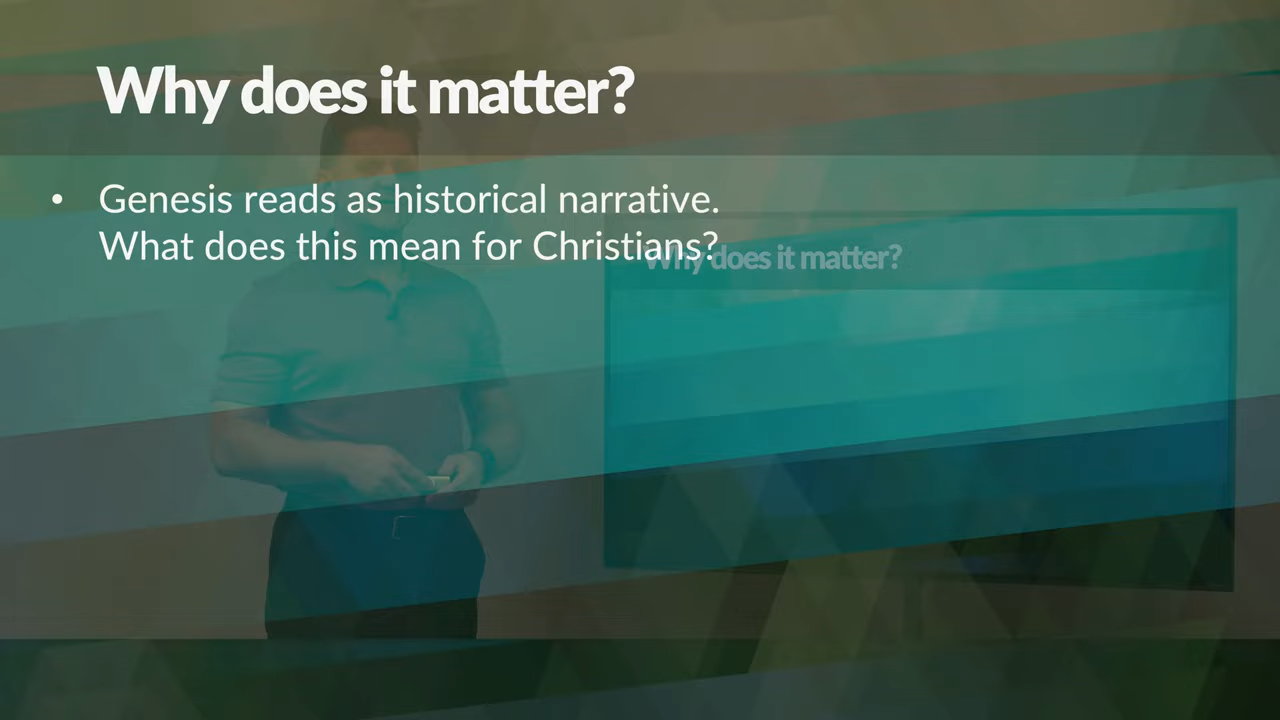 Why does it matter?
• Genesis reads as historical narrative.
What does this mean for Christians?
Why does it matter?